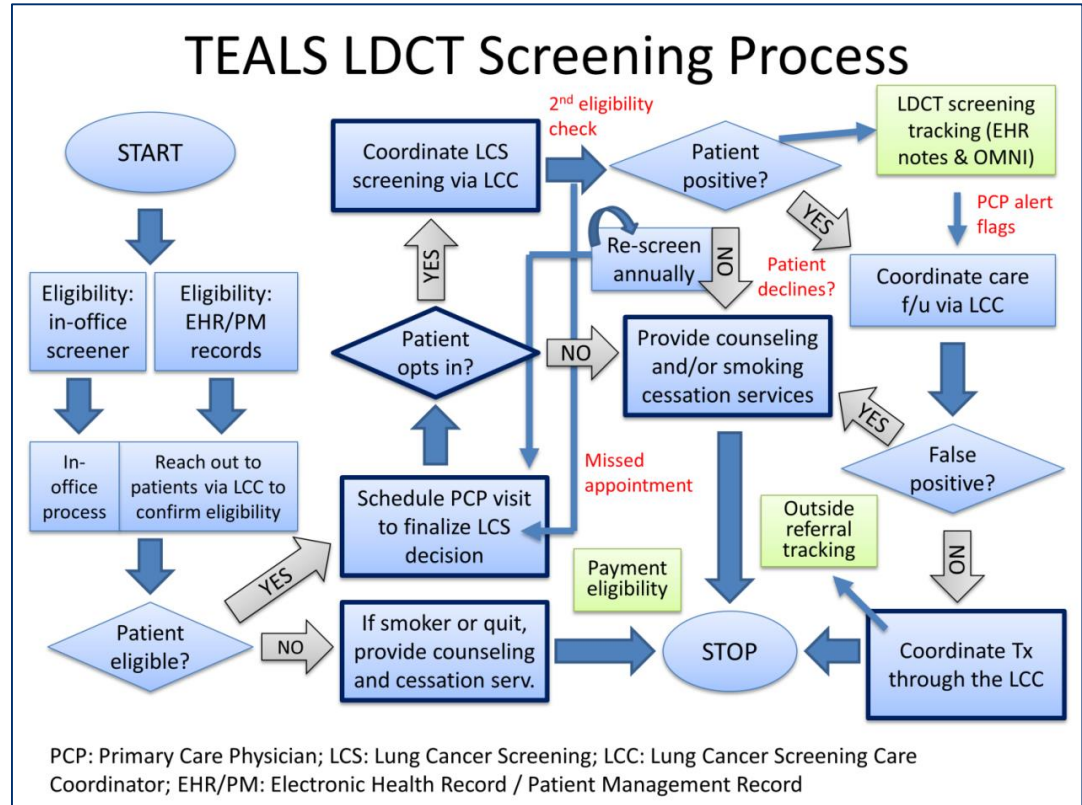 TEALS LDCT Screening Process
START
Eligibility:
in-office
screener
Eligibility:
EHR/PM
records
In-
office
process
Reach out to
patients via LCC to
confirm eligibility
Patient
eligible?
YES
NO
If smoker or quit,
provide counseling
and cessation serv.
Schedule PCP visit
to finalize LCS
decision
Patient
opts in?
YES
NO
Coordinate LCS
screening via LCC
2nd eligibility
check
Patient
positive?
Re-screen
annually
NO
YES
Patient
declines?
LDCT screening
tracking (EHR
notes & OMNI)
PCP alert
flags
Coordinate care
f/u via LCC
Provide counseling
and/or smoking
cessation services
Missed
appointment
YES
False
positive?
NO
Outside
referral
tracking
Payment
eligibility
STOP
Coordinate Tx
through the LCC
PCP: Primary Care Physician; LCS: Lung Cancer Screening; LCC: Lung Cancer Screening Care
Coordinator; EHR/PM: Electronic Health Record / Patient Management Record